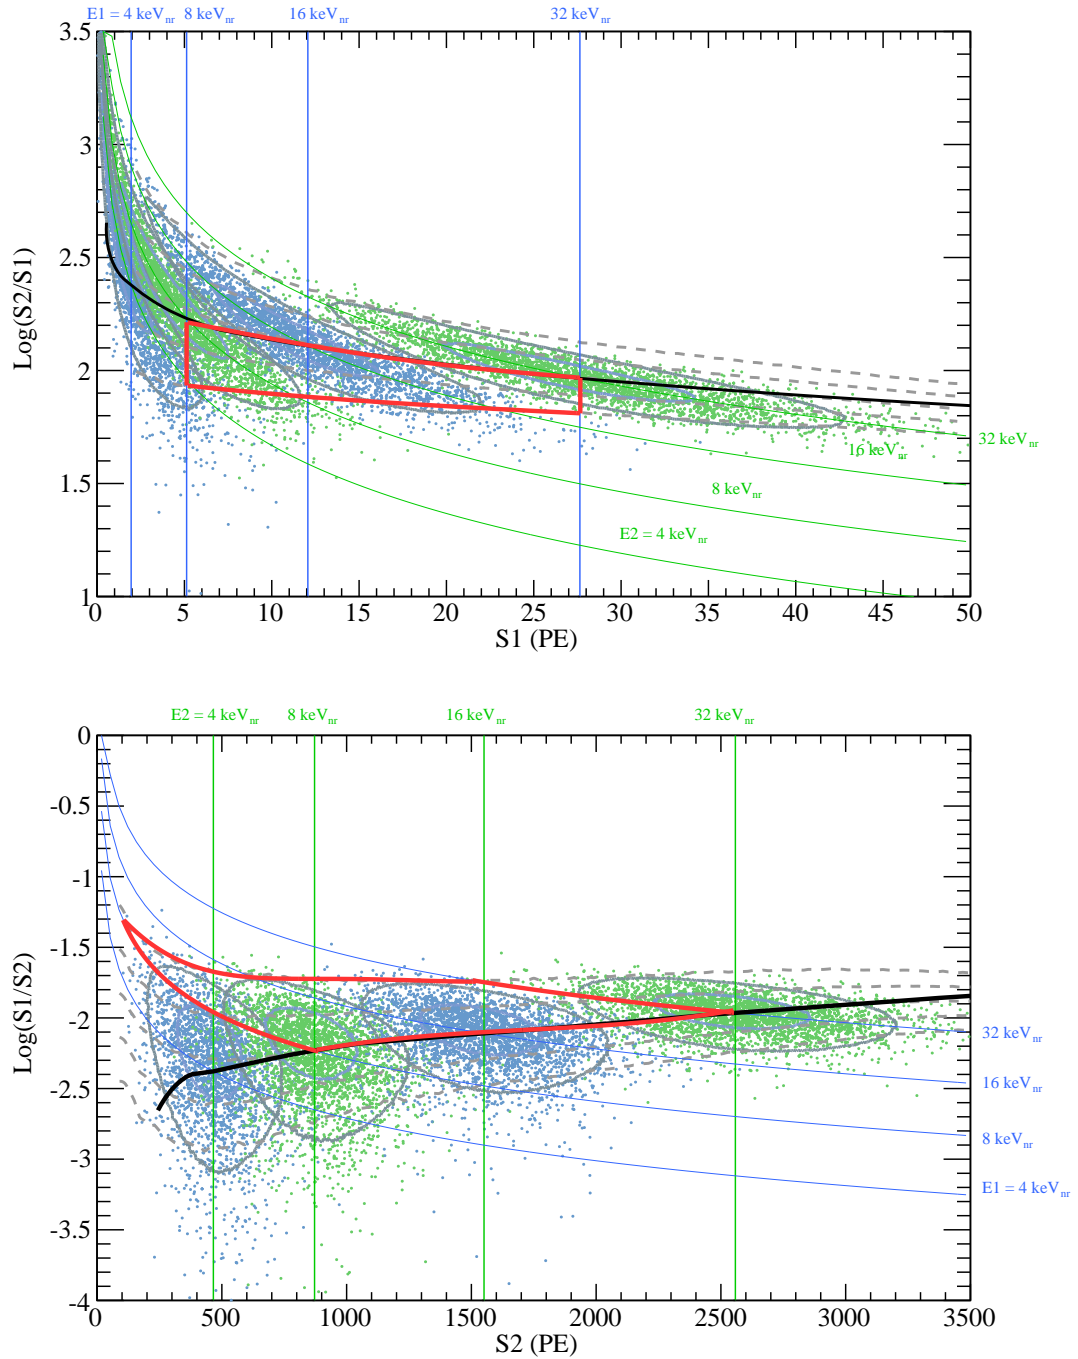 E1 = 4 keVnr 8 keVnr 16 keVnr 32 keVnr
3.5
3
2.5
2
1.5
1
Log(S2/S1)
32 keVnr
16 keVnr
8 keVnr
E2 = 4 keVnr
0 5 10 15 20 25 30 35 40 45 50
S1 (PE)
E2 = 4 keVnr 8 keVnr 16 keVnr 32 keVnr
0
-0.5
-1
-1.5
-2
-2.5
-3
-3.5
-4
Log(S1/S2)
32 keVnr
16 keVnr
8 keVnr
E1 = 4 keVnr
0 500 1000 1500 2000 2500 3000 3500
S2 (PE)